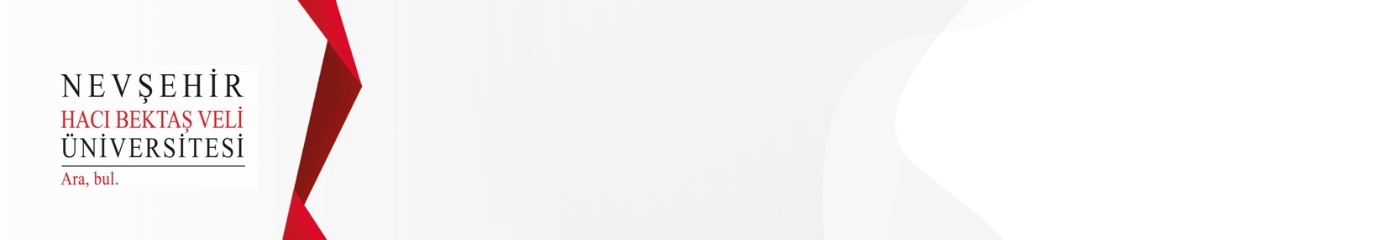 NEVŞEHİR
HACI BEKTAŞ VELİ
ÜNİVERSİTESİ
Ara, bul.